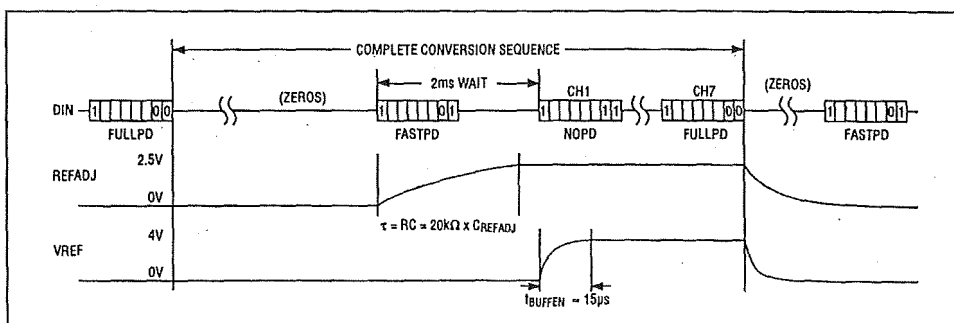 COMPLETE CONVERSION SEQUENCE
2ms WAIT
(ZEROS)
CH1
CH7
(ZEROS)
DIN
1 0 0
1 0 1
1 1 1
1 0 0
1 0 1
FULLPD
FASTPD
NOPD
FULLPD
FASTPD
2.5V
REFADJ
0V
τ = RC = 20kΩ x CREFADJ
4V
VREF
0V
tBUFFEN ≈ 15µs